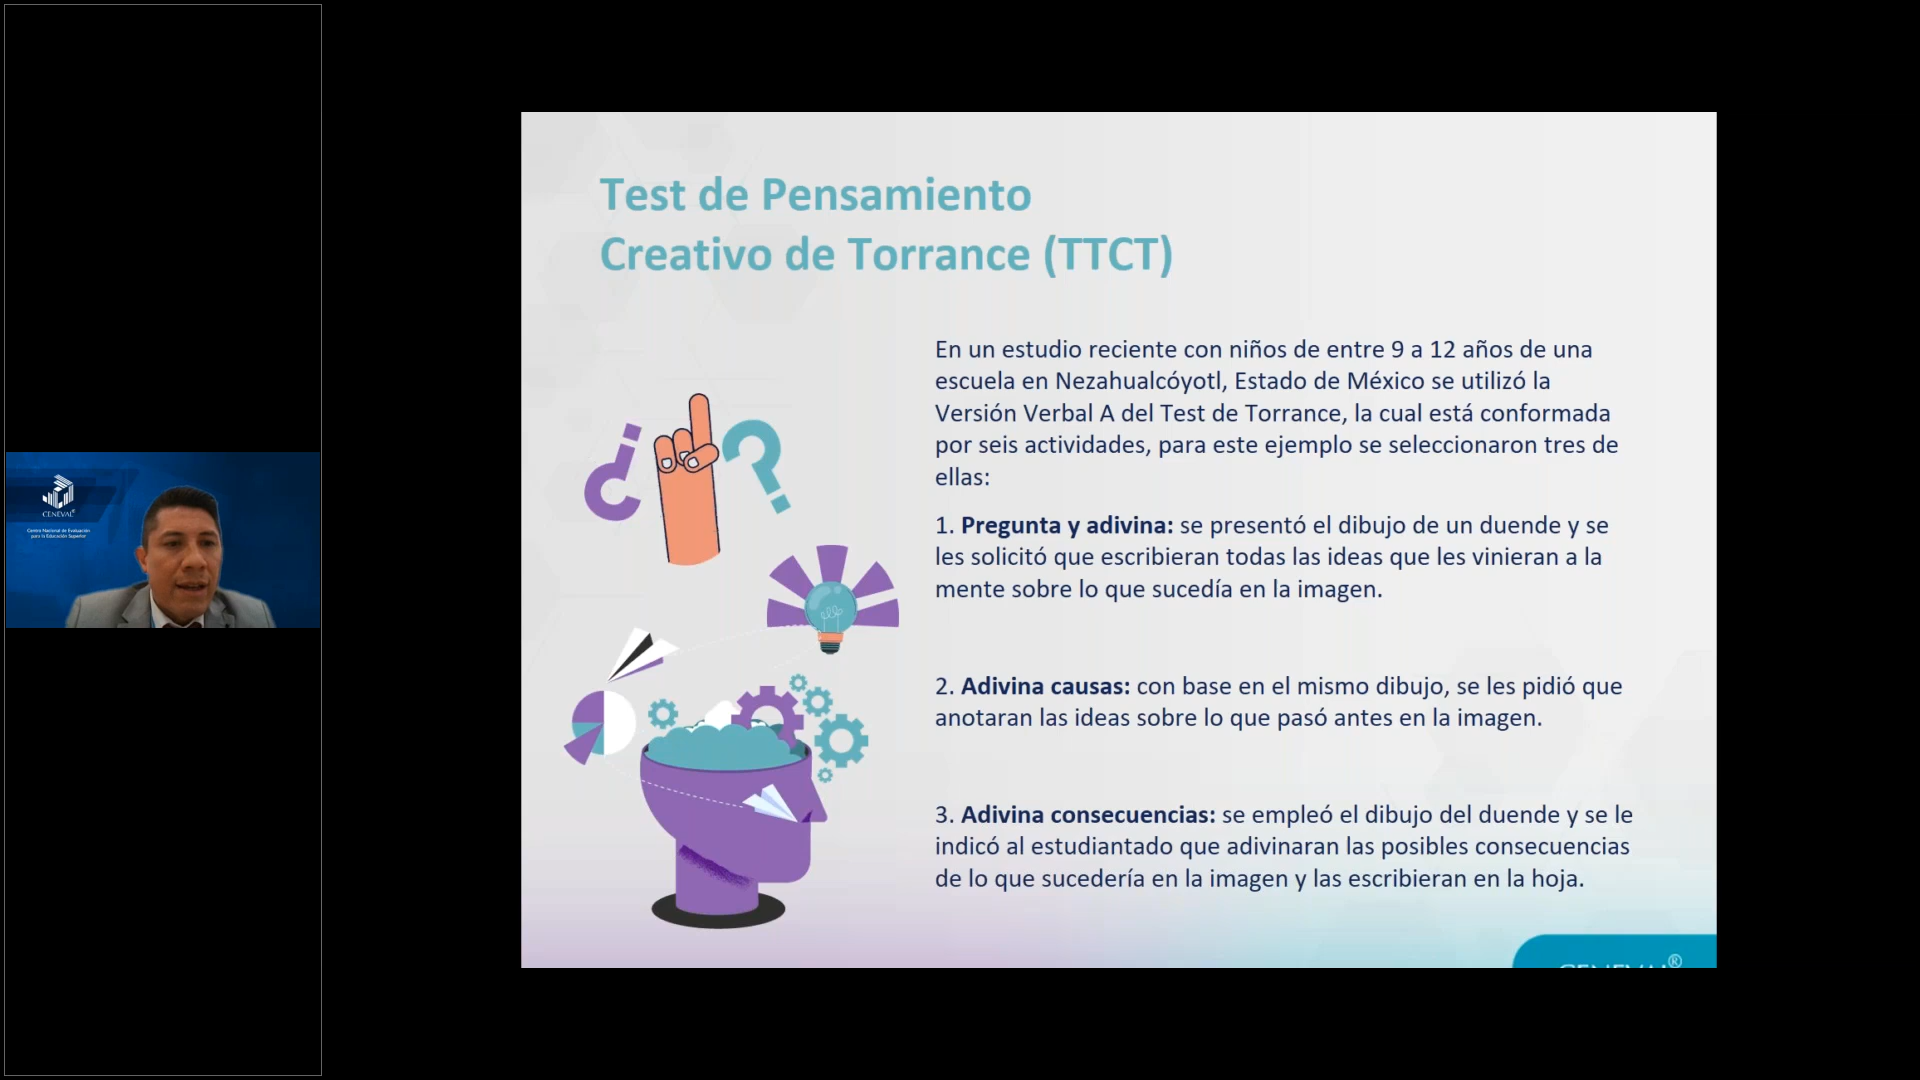 CENEVAL®
Centro Nacional de Evaluación
para la Educación Superior
Test de Pensamiento
Creativo de Torrance (TTCT)
¿ ?
En un estudio reciente con niños de entre 9 a 12 años de una
escuela en Nezahualcóyotl, Estado de México se utilizó la
Versión Verbal A del Test de Torrance, la cual está conformada
por seis actividades, para este ejemplo se seleccionaron tres de
ellas:
1. Pregunta y adivina: se presentó el dibujo de un duende y se
les solicitó que escribieran todas las ideas que les vinieran a la
mente sobre lo que sucedía en la imagen.
2. Adivina causas: con base en el mismo dibujo, se les pidió que
anotaran las ideas sobre lo que pasó antes en la imagen.
3. Adivina consecuencias: se empleó el dibujo del duende y se le
indicó al estudiantado que adivinaran las posibles consecuencias
de lo que sucedería en la imagen y las escribieran en la hoja.
CENEVAL®